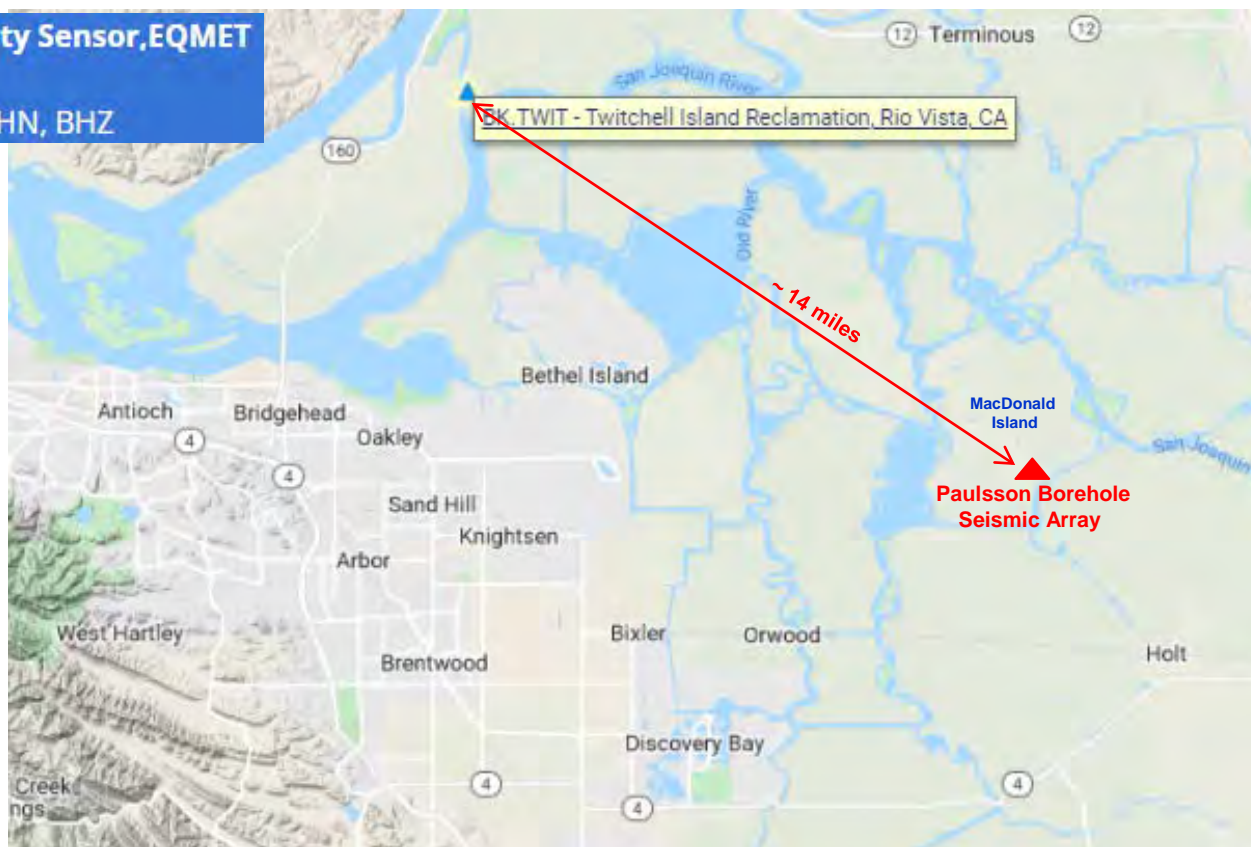 ty Sensor,EQMET
HN, BHZ
12
Terminous
12
San Joaquin River
BK.TWIT - Twitchell Island Reclamation, Rio Vista, CA
160
Old River
~ 14 miles
Bethel Island
MacDonald
Island
Antioch
Bridgehead
4
Oakley
San Joaquin
4
Paulsson Borehole
Seismic Array
Sand Hill
Knightsen
Arbor
West Hartley
Bixler
Orwood
Brentwood
Holt
Discovery Bay
Creek
ngs
4
4
4